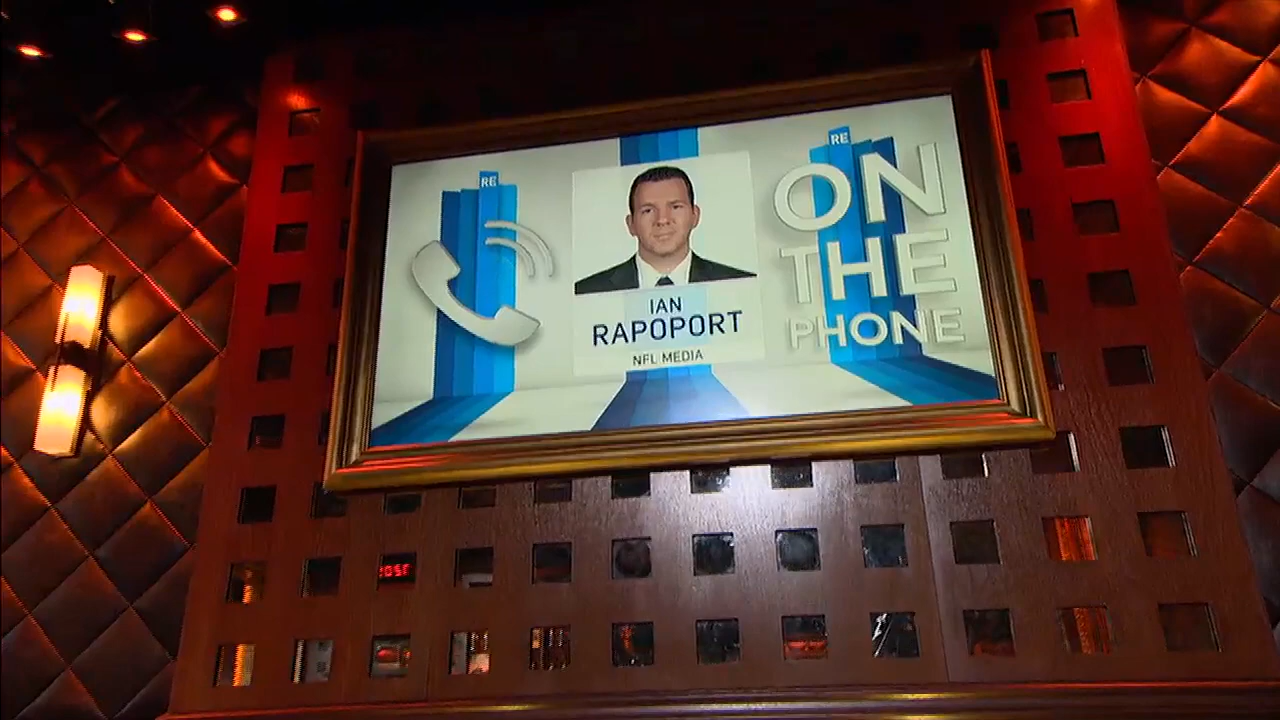 RE
RE
ON
THE
PHONE
IAN
RAPOPORT
NFL MEDIA